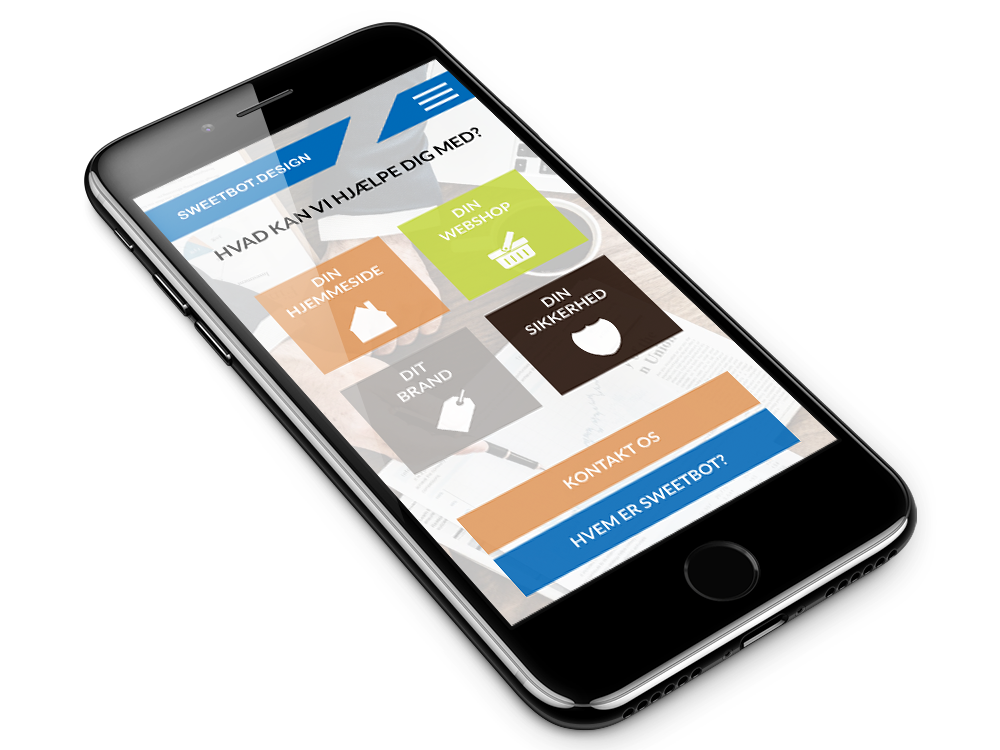 SWEETBOT.DESIGN
HVAD KAN VI HJÆLPE DIG MED?
DIN
HJEMMESIDE
DIN
WEBSHOP
DIT
BRAND
DIN
SIKKERHED
n Union
KONTAKT OS
HVEM ER SWEETBOT?